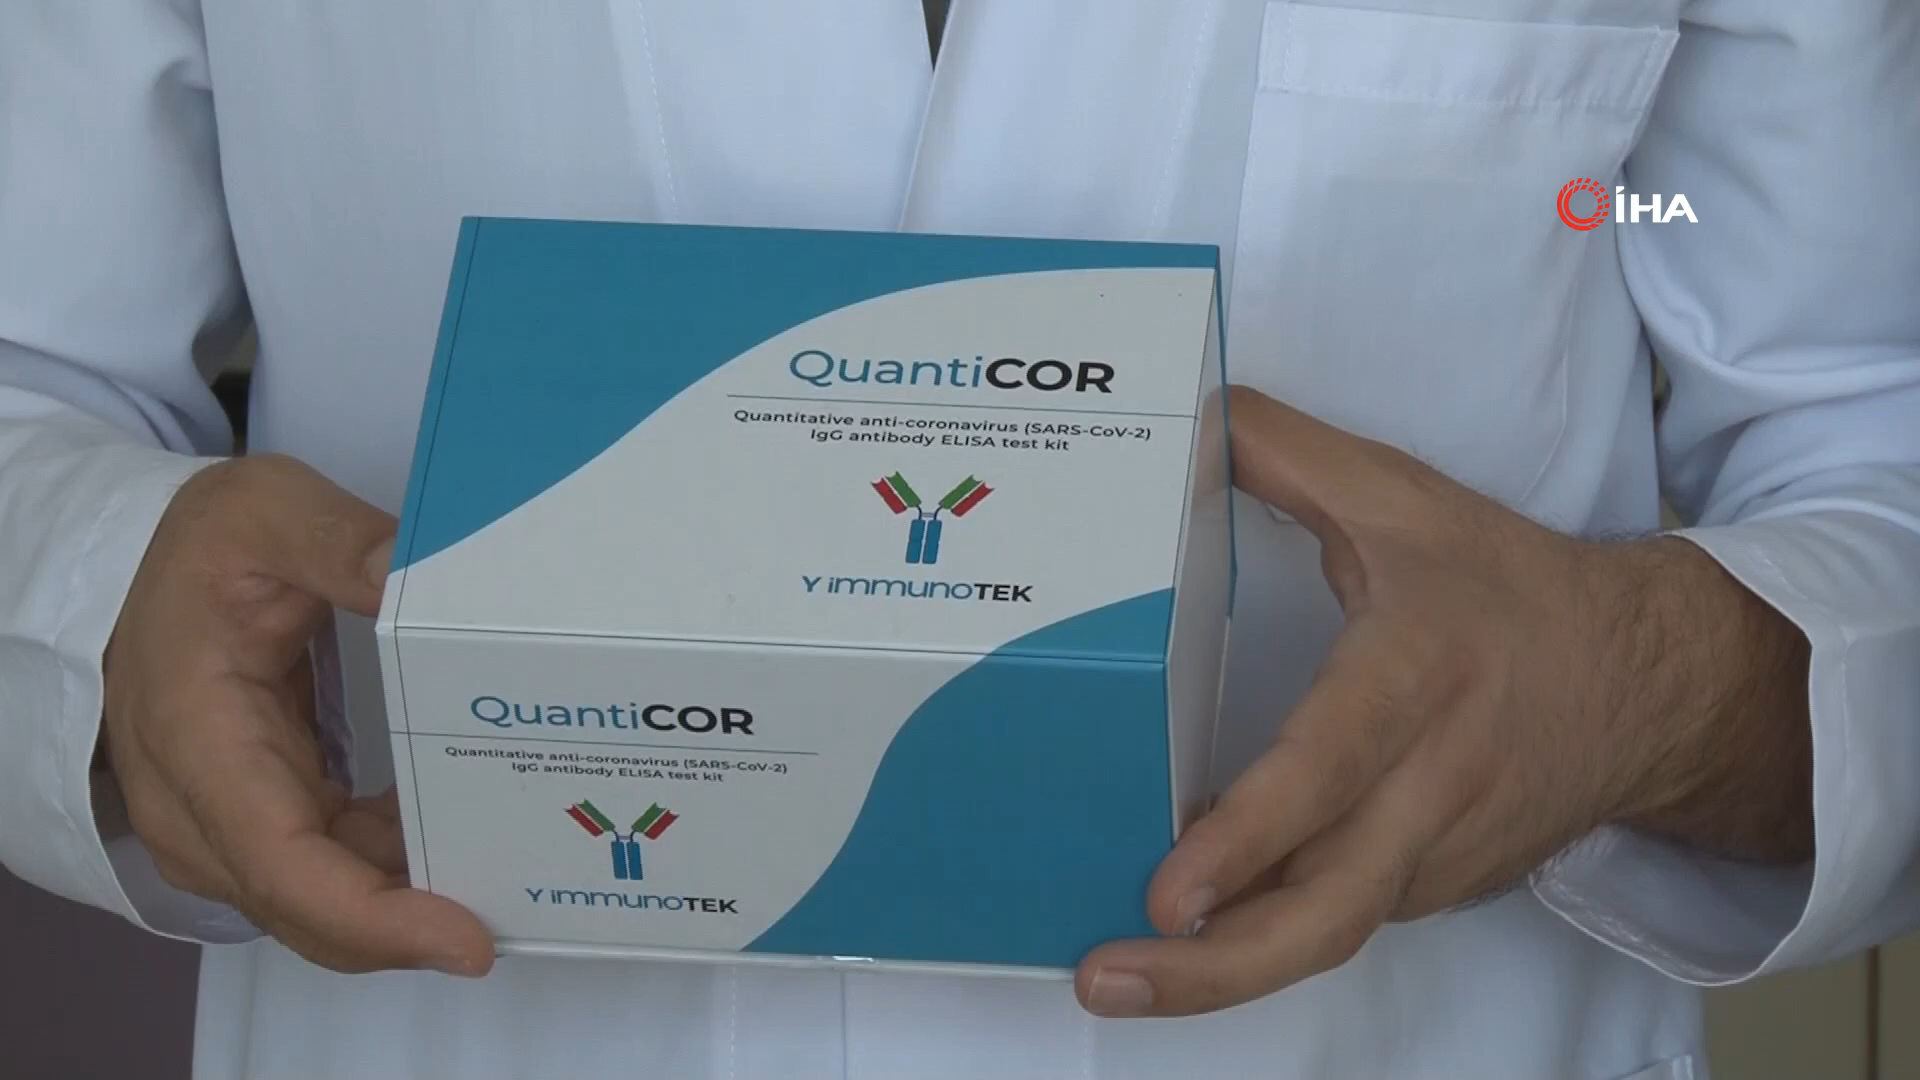 İHA
QuantiCOR
Quantitative anti-coronavirus (SARS-CoV-2)
IgG antibody ELISA test kit
Y immunoTEK
QuantiCOR
Quantitative anti-coronavirus (SARS-CoV-2)
IgG antibody ELISA test kit
Y immunoTEK